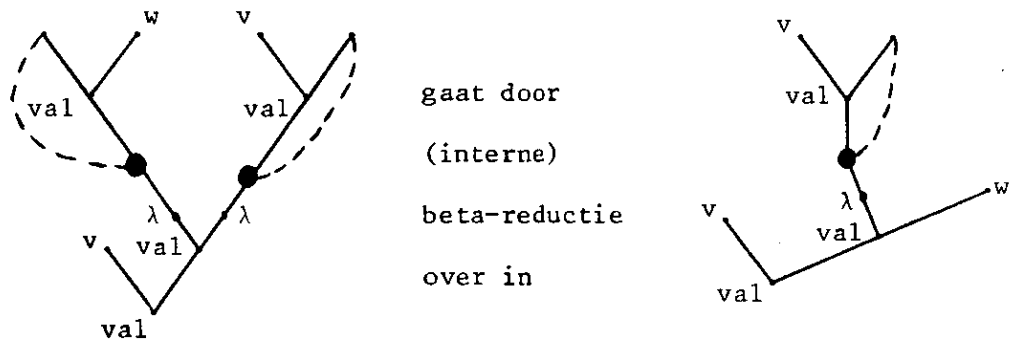 w
v
val
val
λ
λ
v
val
val
gaat door
(interne)
beta-reductie
over in
v
val
λ
w
v
val
val